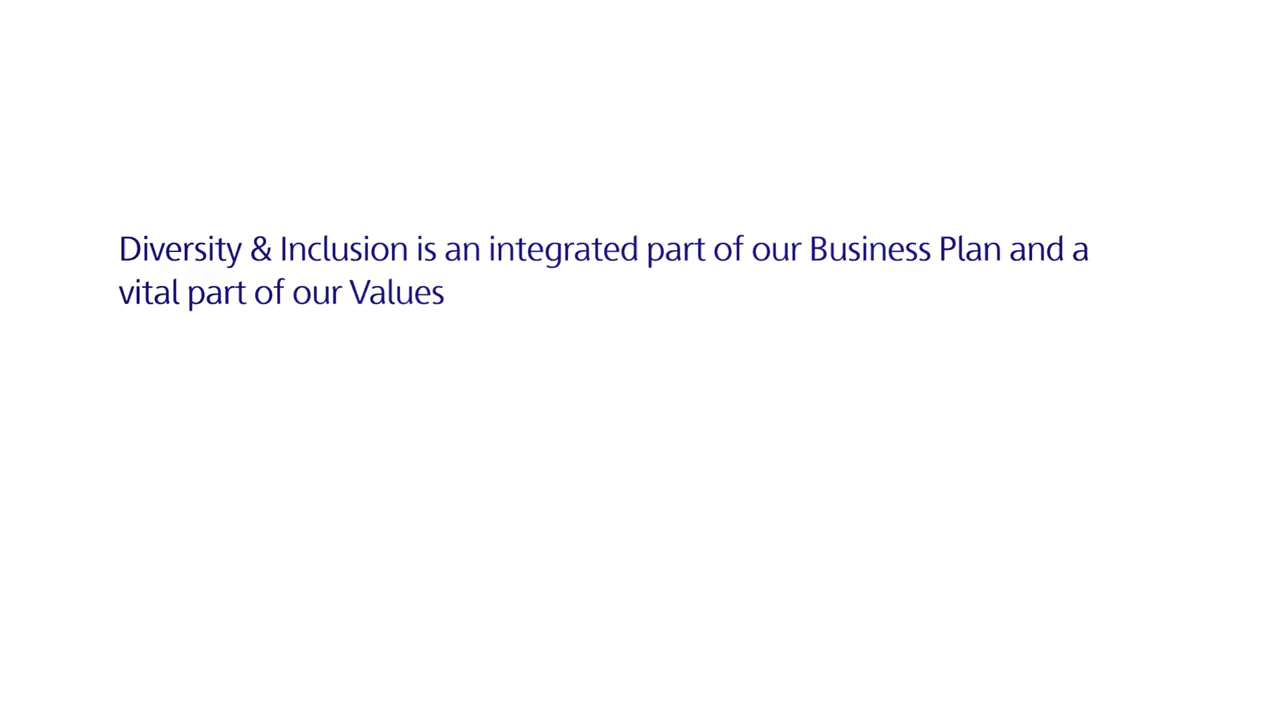 Diversity & Inclusion is an integrated part of our Business Plan and a
vital part of our Values